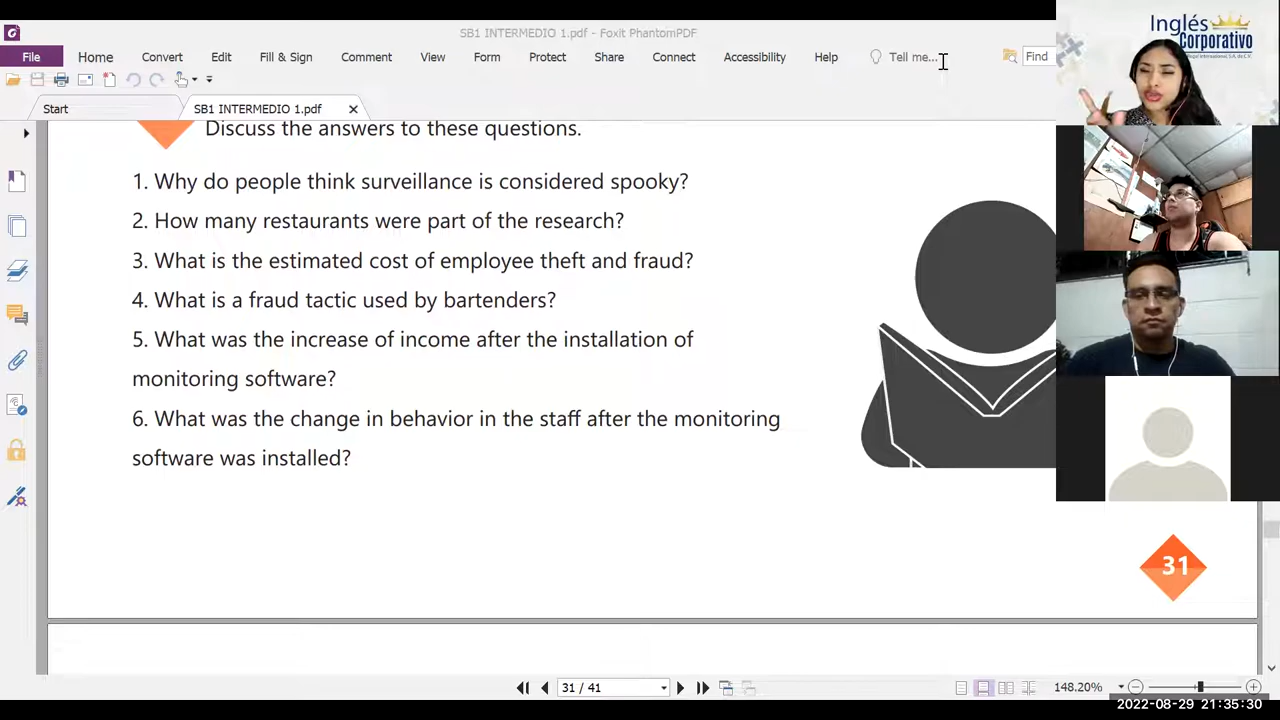 SB1 INTERMEDIO 1.pdf - Foxit PhantomPDF
File Home Convert Edit Fill & Sign Comment View Form Protect Share Connect Accessibility Help Tell me... Find
Start SB1 INTERMEDIO 1.pdf
Discuss the answers to these questions.
1. Why do people think surveillance is considered spooky?
2. How many restaurants were part of the research?
3. What is the estimated cost of employee theft and fraud?
4. What is a fraud tactic used by bartenders?
5. What was the increase of income after the installation of
monitoring software?
6. What was the change in behavior in the staff after the monitoring
software was installed?
31
31 / 41
148.20%
Inglés
Corporativo
2022-08-29 21:35:30